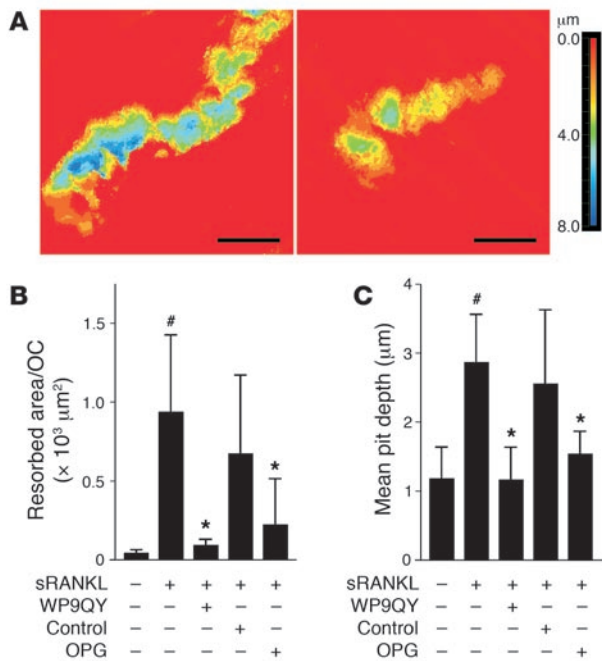 A
μm
0.0
4.0
8.0
B
Resorbed area/OC
(× 10³ μm²)
1.5
1.0
0.5
0
#
*
*
sRANKL – + + + +
WP9QY – – + – –
Control – – – + –
OPG – – – – +
C
Mean pit depth (μm)
4
3
2
1
0
#
*
*
sRANKL – + + + +
WP9QY – – + – –
Control – – – + –
OPG – – – – +